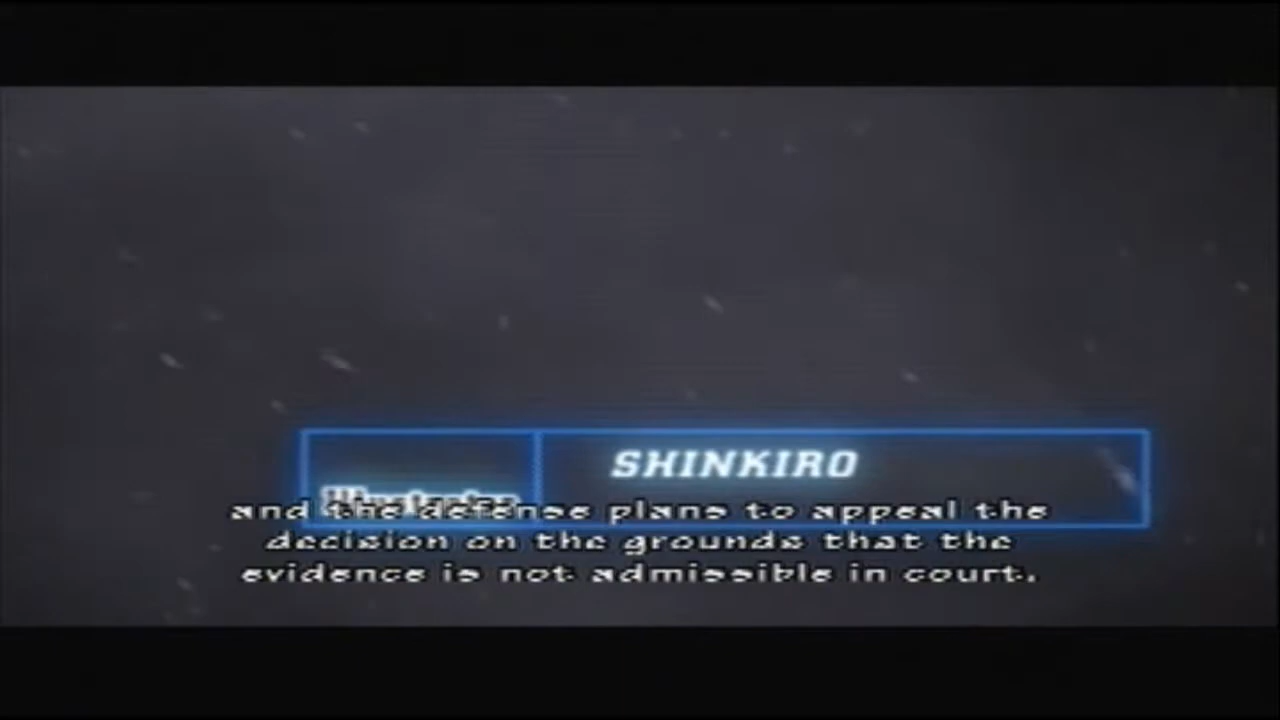 SHINKIRO
Illustrator
and the defense plans to appeal the
decision on the grounds that the
evidence is not admissible in court.